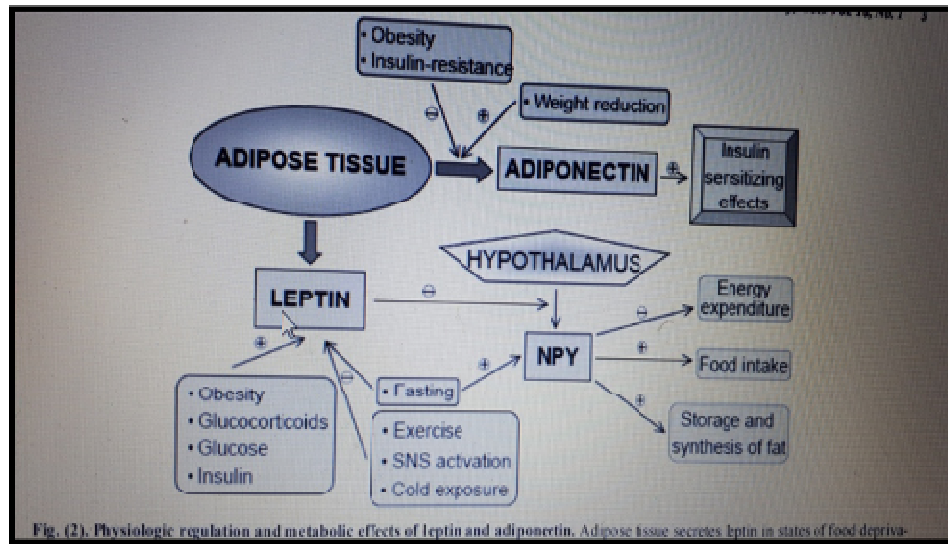 • Obesity
• Insulin-resistance
• Weight reduction
ADIPOSE TISSUE
ADIPONECTIN
Insulin
sersitizing
effects
HYPOTHALAMUS
LEPTIN
NPY
Energy
expenditure
Food intake
Storage and
synthesis of fat
• Obesity
• Glucocorticoids
• Glucose
• Insulin
- Fasting
• Exercise
• SNS actvation
- Cold exposure
Fig. (2). Physiologic regulation and metabolic effects of leptin and adiponectin. Adipose tissue secretes leptin in states of food depriva-